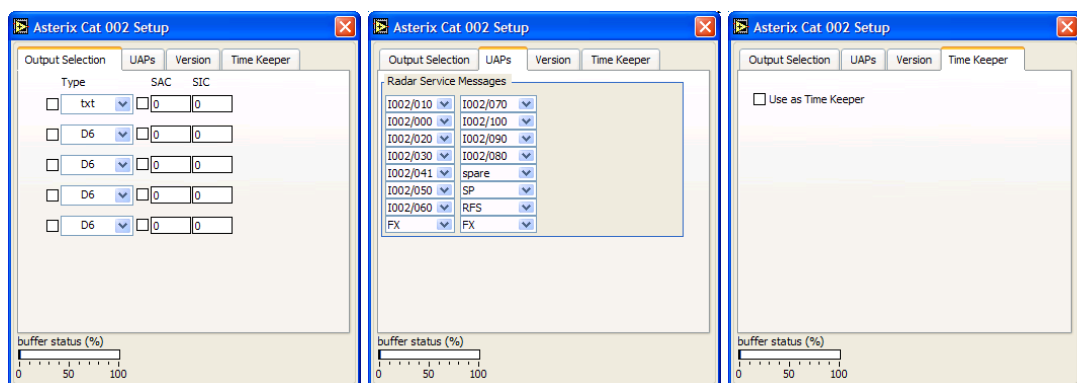 Asterix Cat 002 Setup
Output Selection UAPs Version Time Keeper
Type SAC SIC
txt 0 0
D6 0 0
D6 0 0
D6 0 0
D6 0 0
buffer status (%)
0 50 100
Asterix Cat 002 Setup
Output Selection UAPs Version Time Keeper
Radar Service Messages
I002/010 I002/070
I002/000 I002/100
I002/020 I002/090
I002/030 I002/080
I002/041 spare
I002/050 SP
I002/060 RFS
FX FX
buffer status (%)
0 50 100
Asterix Cat 002 Setup
Output Selection UAPs Version Time Keeper
Use as Time Keeper
buffer status (%)
0 50 100